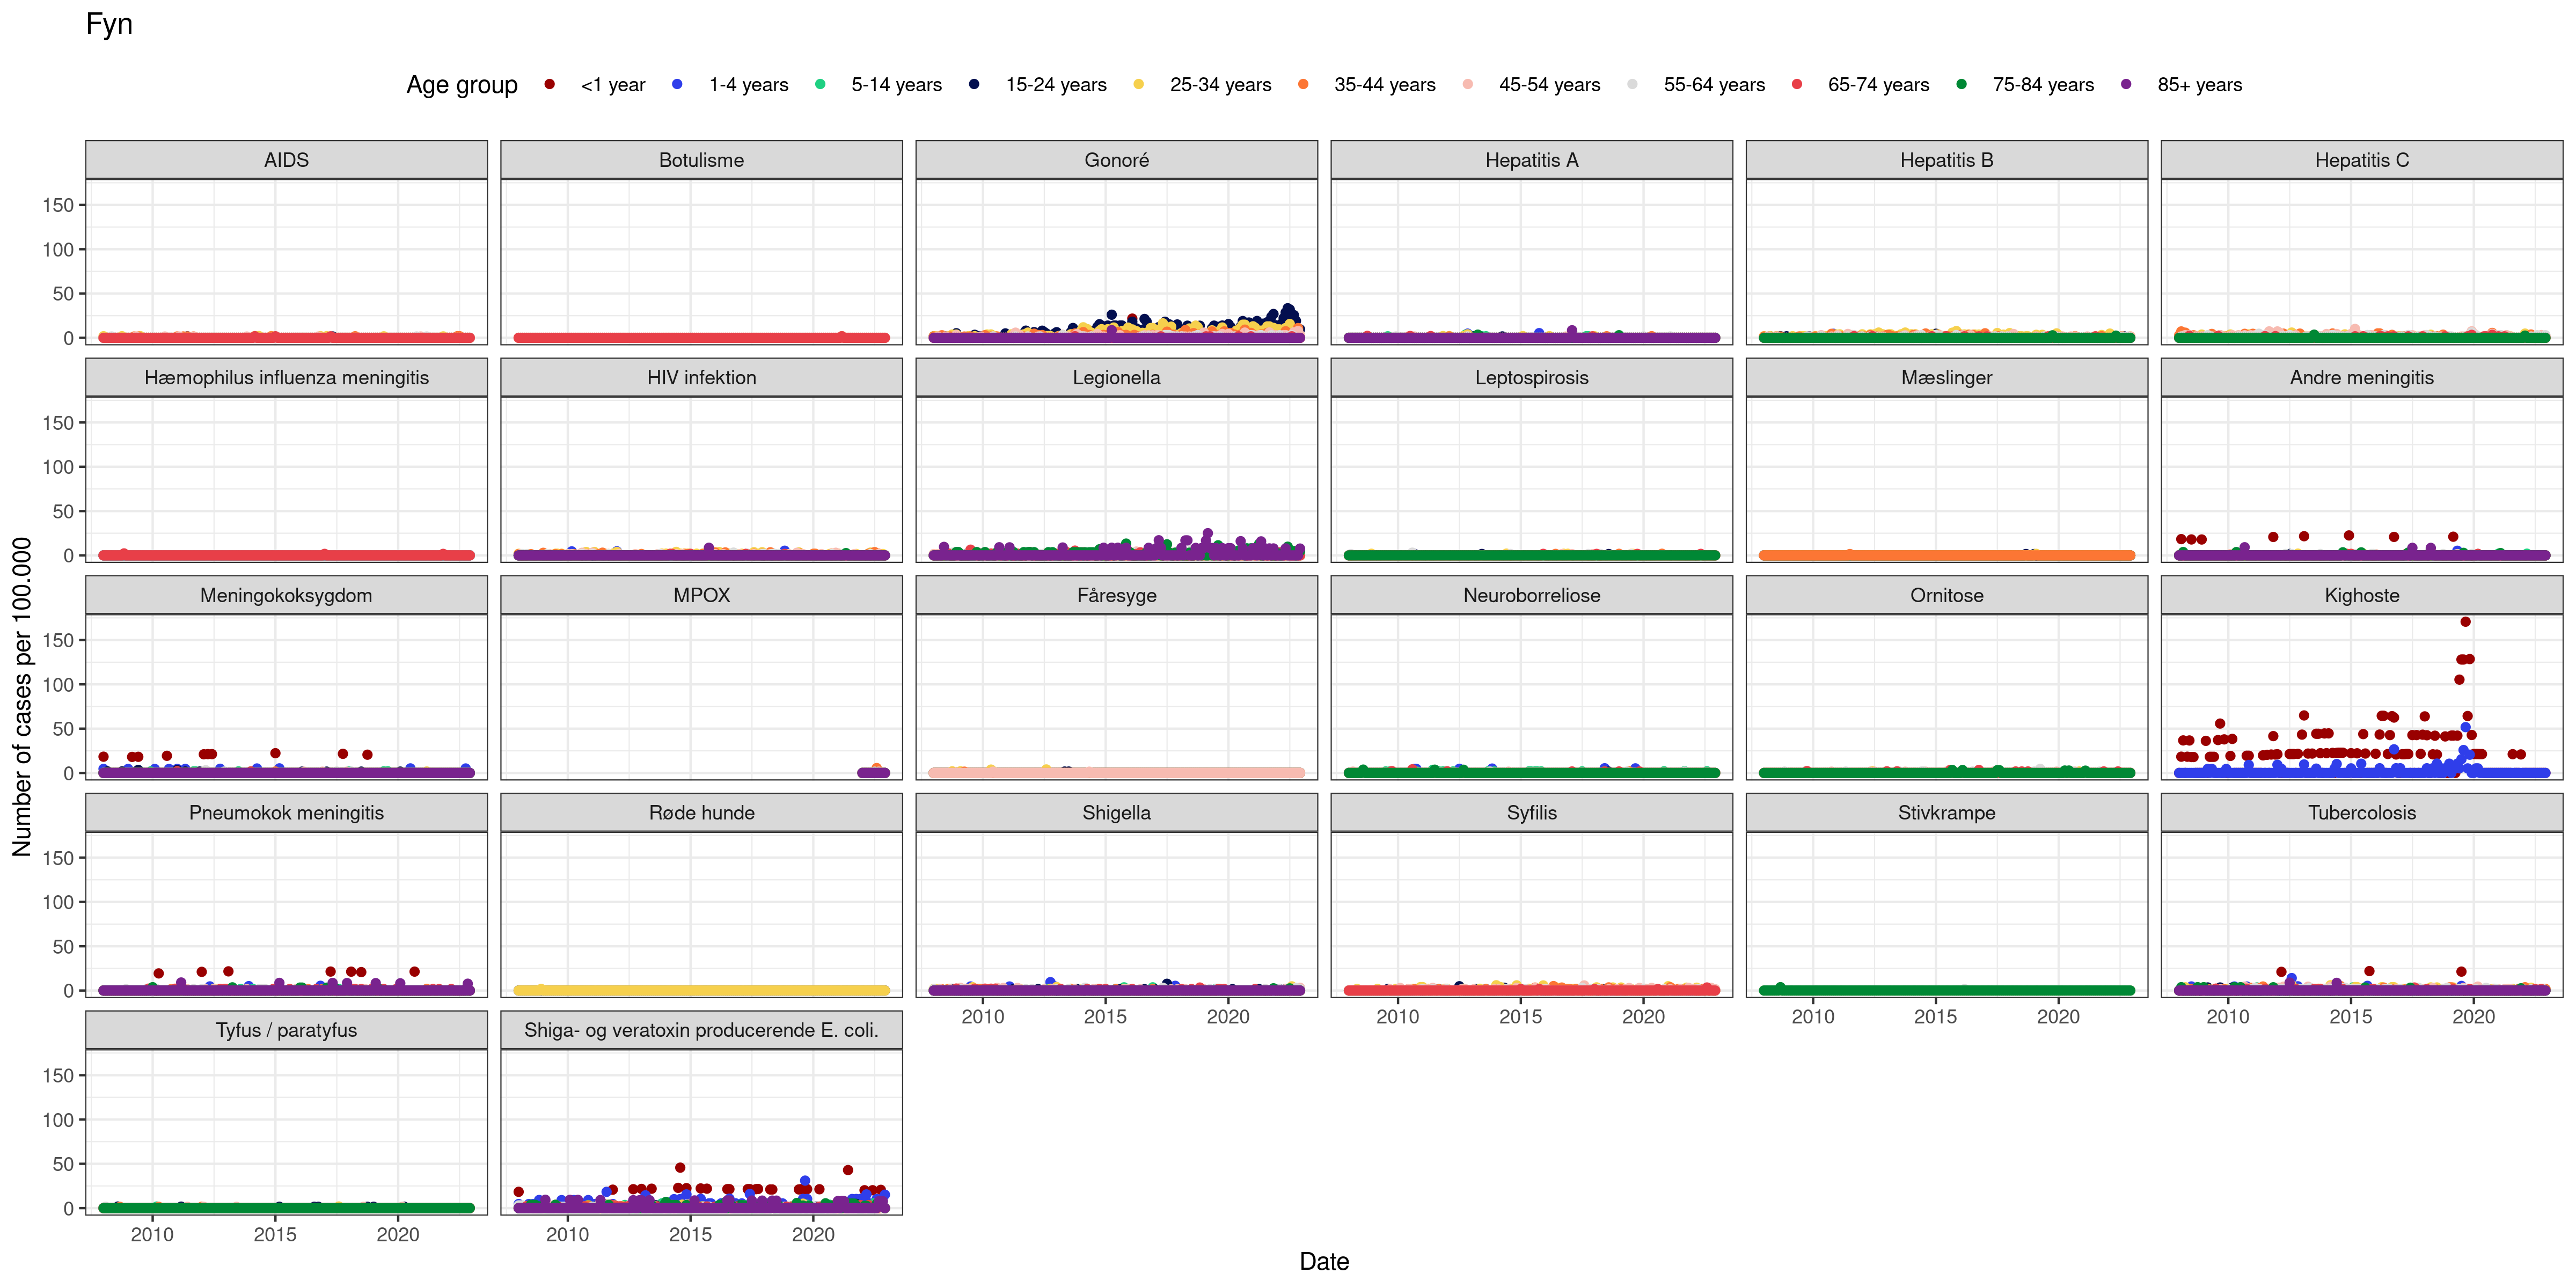 Fyn
Age group <1 year 1-4 years 5-14 years 15-24 years 25-34 years 35-44 years 45-54 years 55-64 years 65-74 years 75-84 years 85+ years
AIDS Botulisme Gonoré Hepatitis A Hepatitis B Hepatitis C
150
100
50
0
Hæmophilus influenza meningitis HIV infektion Legionella Leptospirosis Mæslinger Andre meningitis
150
100
50
0
Meningokoksygdom MPOX Fåresyge Neuroborreliose Ornitose Kighoste
150
100
50
0
Pneumokok meningitis Røde hunde Shigella Syfilis Stivkrampe Tubercolosis
150
100
50
0
2010 2015 2020 2010 2015 2020 2010 2015 2020 2010 2015 2020
Tyfus / paratyfus Shiga- og veratoxin producerende E. coli.
150
100
50
0
2010 2015 2020 2010 2015 2020
Number of cases per 100.000
Date